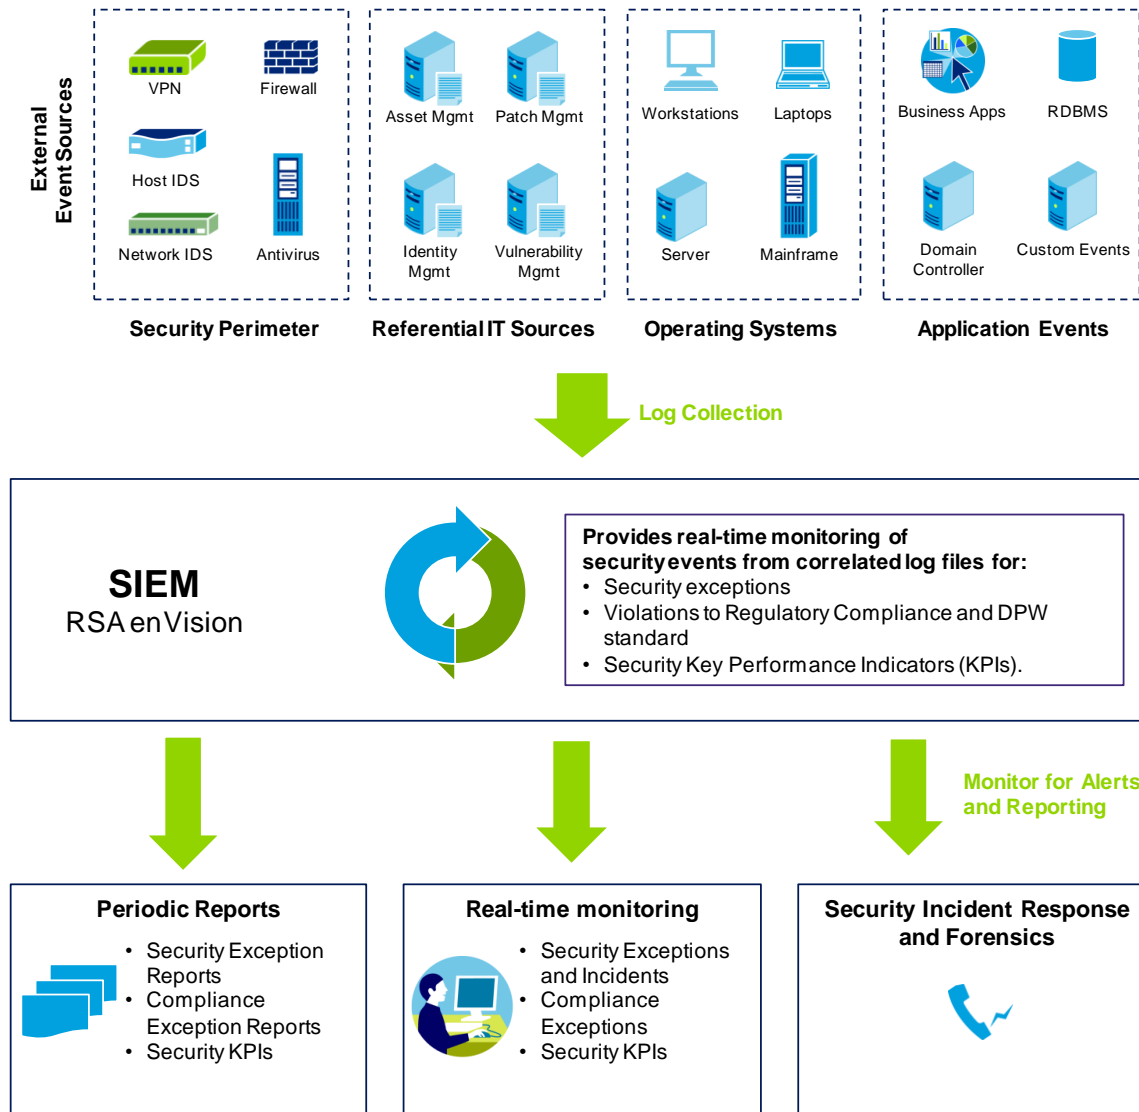 External
Event Sources
VPN
Firewall
Host IDS
Network IDS
Antivirus
Security Perimeter
Asset Mgmt
Patch Mgmt
Identity
Mgmt
Vulnerability
Mgmt
Referential IT Sources
Workstations
Laptops
Server
Mainframe
Operating Systems
Business Apps
RDBMS
Domain
Controller
Custom Events
Application Events
Log Collection
SIEM
RSA enVision
Provides real-time monitoring of
security events from correlated log files for:
• Security exceptions
• Violations to Regulatory Compliance and DPW
standard
• Security Key Performance Indicators (KPIs).
Monitor for Alerts
and Reporting
Periodic Reports
• Security Exception
Reports
• Compliance
Exception Reports
• Security KPIs
Real-time monitoring
• Security Exceptions
and Incidents
• Compliance
Exceptions
• Security KPIs
Security Incident Response
and Forensics